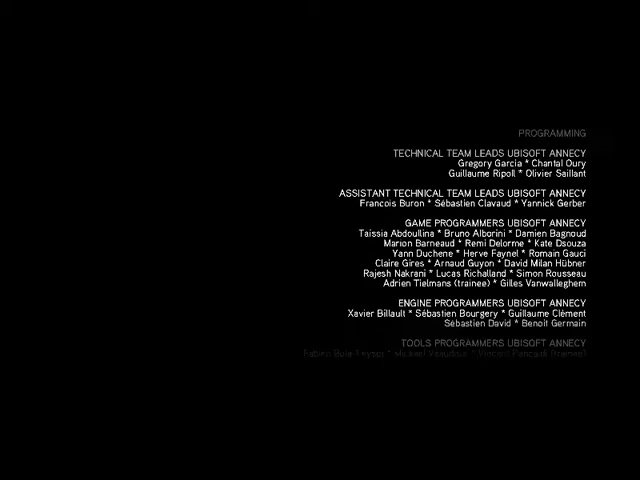 PROGRAMMING
TECHNICAL TEAM LEADS UBISOFT ANNECY
Gregory Garcia * Chantal Oury
Guillaume Ripoll * Olivier Saillant
ASSISTANT TECHNICAL TEAM LEADS UBISOFT ANNECY
Francois Buron * Sébastien Clavaud * Yannick Gerber
GAME PROGRAMMERS UBISOFT ANNECY
Taïssia Abdoullina * Bruno Alborini * Damien Bagnoud
Marion Barneaud * Remi Delorme * Kate Dsouza
Yann Duchene * Herve Faynel * Romain Gauci
Claire Gires * Arnaud Guyon * David Milan Hübner
Rajesh Nakrani * Lucas Richalland * Simon Rousseau
Adrien Tielmans (trainee) * Gilles Vanwalleghem
ENGINE PROGRAMMERS UBISOFT ANNECY
Xavier Billault * Sébastien Bourgery * Guillaume Clément
Sébastien David * Benoit Germain
TOOLS PROGRAMMERS UBISOFT ANNECY
(trainee)